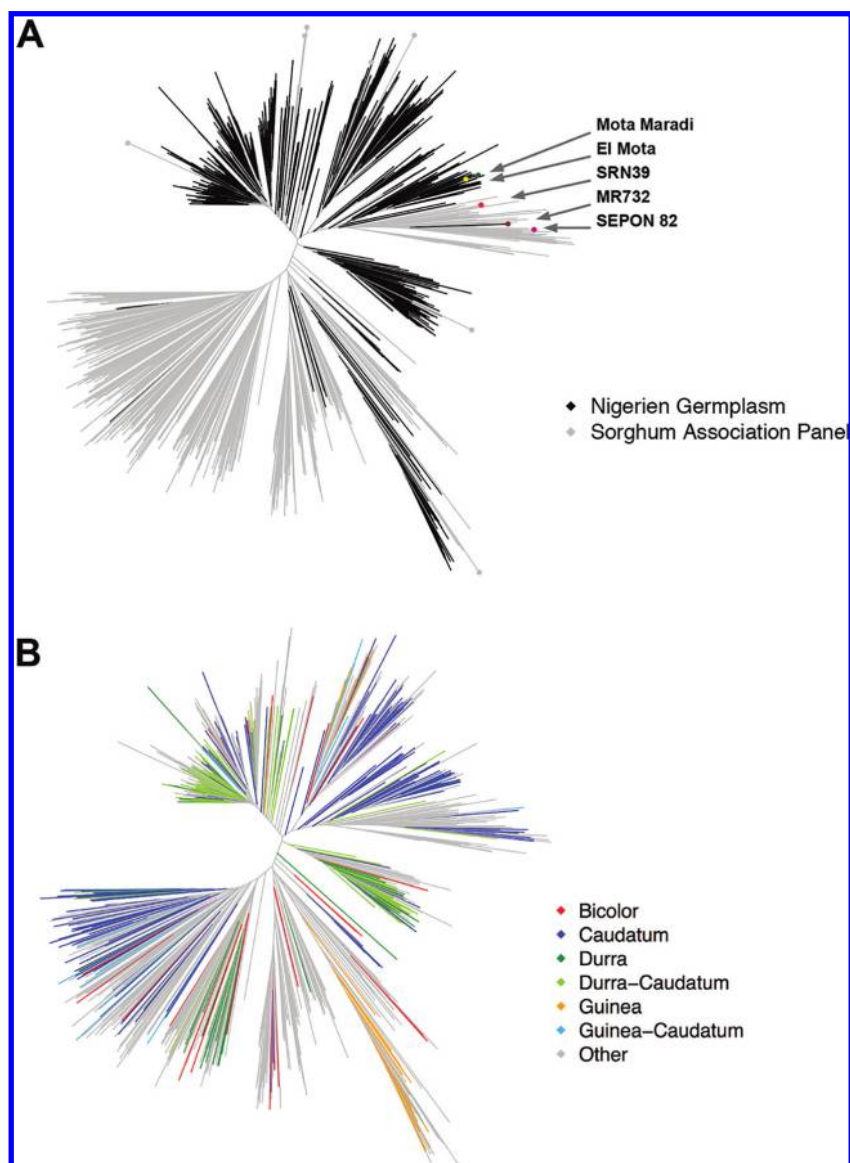 A
Mota Maradi
El Mota
SRN39
MR732
SEPON 82
Nigerien Germplasm
Sorghum Association Panel
B
Bicolor
Caudatum
Durra
Durra−Caudatum
Guinea
Guinea−Caudatum
Other